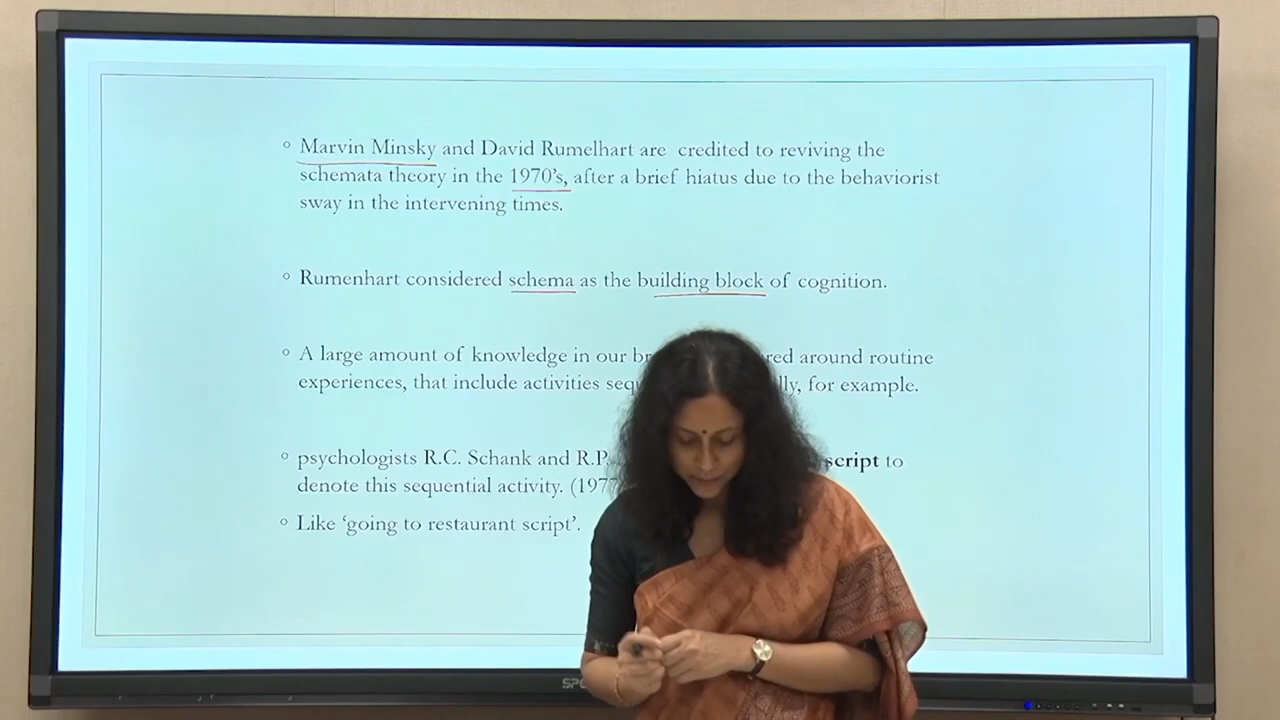 Marvin Minsky and David Rumelhart are credited to reviving the
schemata theory in the 1970's, after a brief hiatus due to the behaviorist
sway in the intervening times.
Rumenhart considered schema as the building block of cognition.
A large amount of knowledge in our around routine
experiences, that include activities for example.
psychologists R.C. Schank and R.P. script to
denote this sequential activity. (1977
Like 'going to restaurant script'.